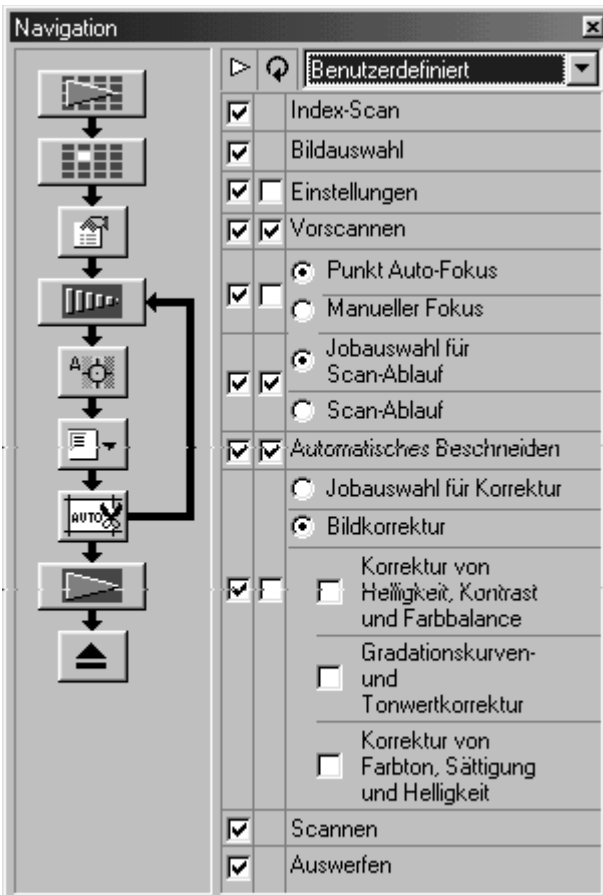 Navigation
Benutzerdefiniert
Index-Scan
Bildauswahl
Einstellungen
Vorscannen
Punkt Auto-Fokus
Manueller Fokus
Jobauswahl für
Scan-Ablauf
Scan-Ablauf
Automatisches Beschneiden
Jobauswahl für Korrektur
Bildkorrektur
Korrektur von
Helligkeit, Kontrast
und Farbbalance
Gradationskurven-
und
Tonwertkorrektur
Korrektur von
Farbton, Sättigung
und Helligkeit
Scannen
Auswerfen
A
AUTO